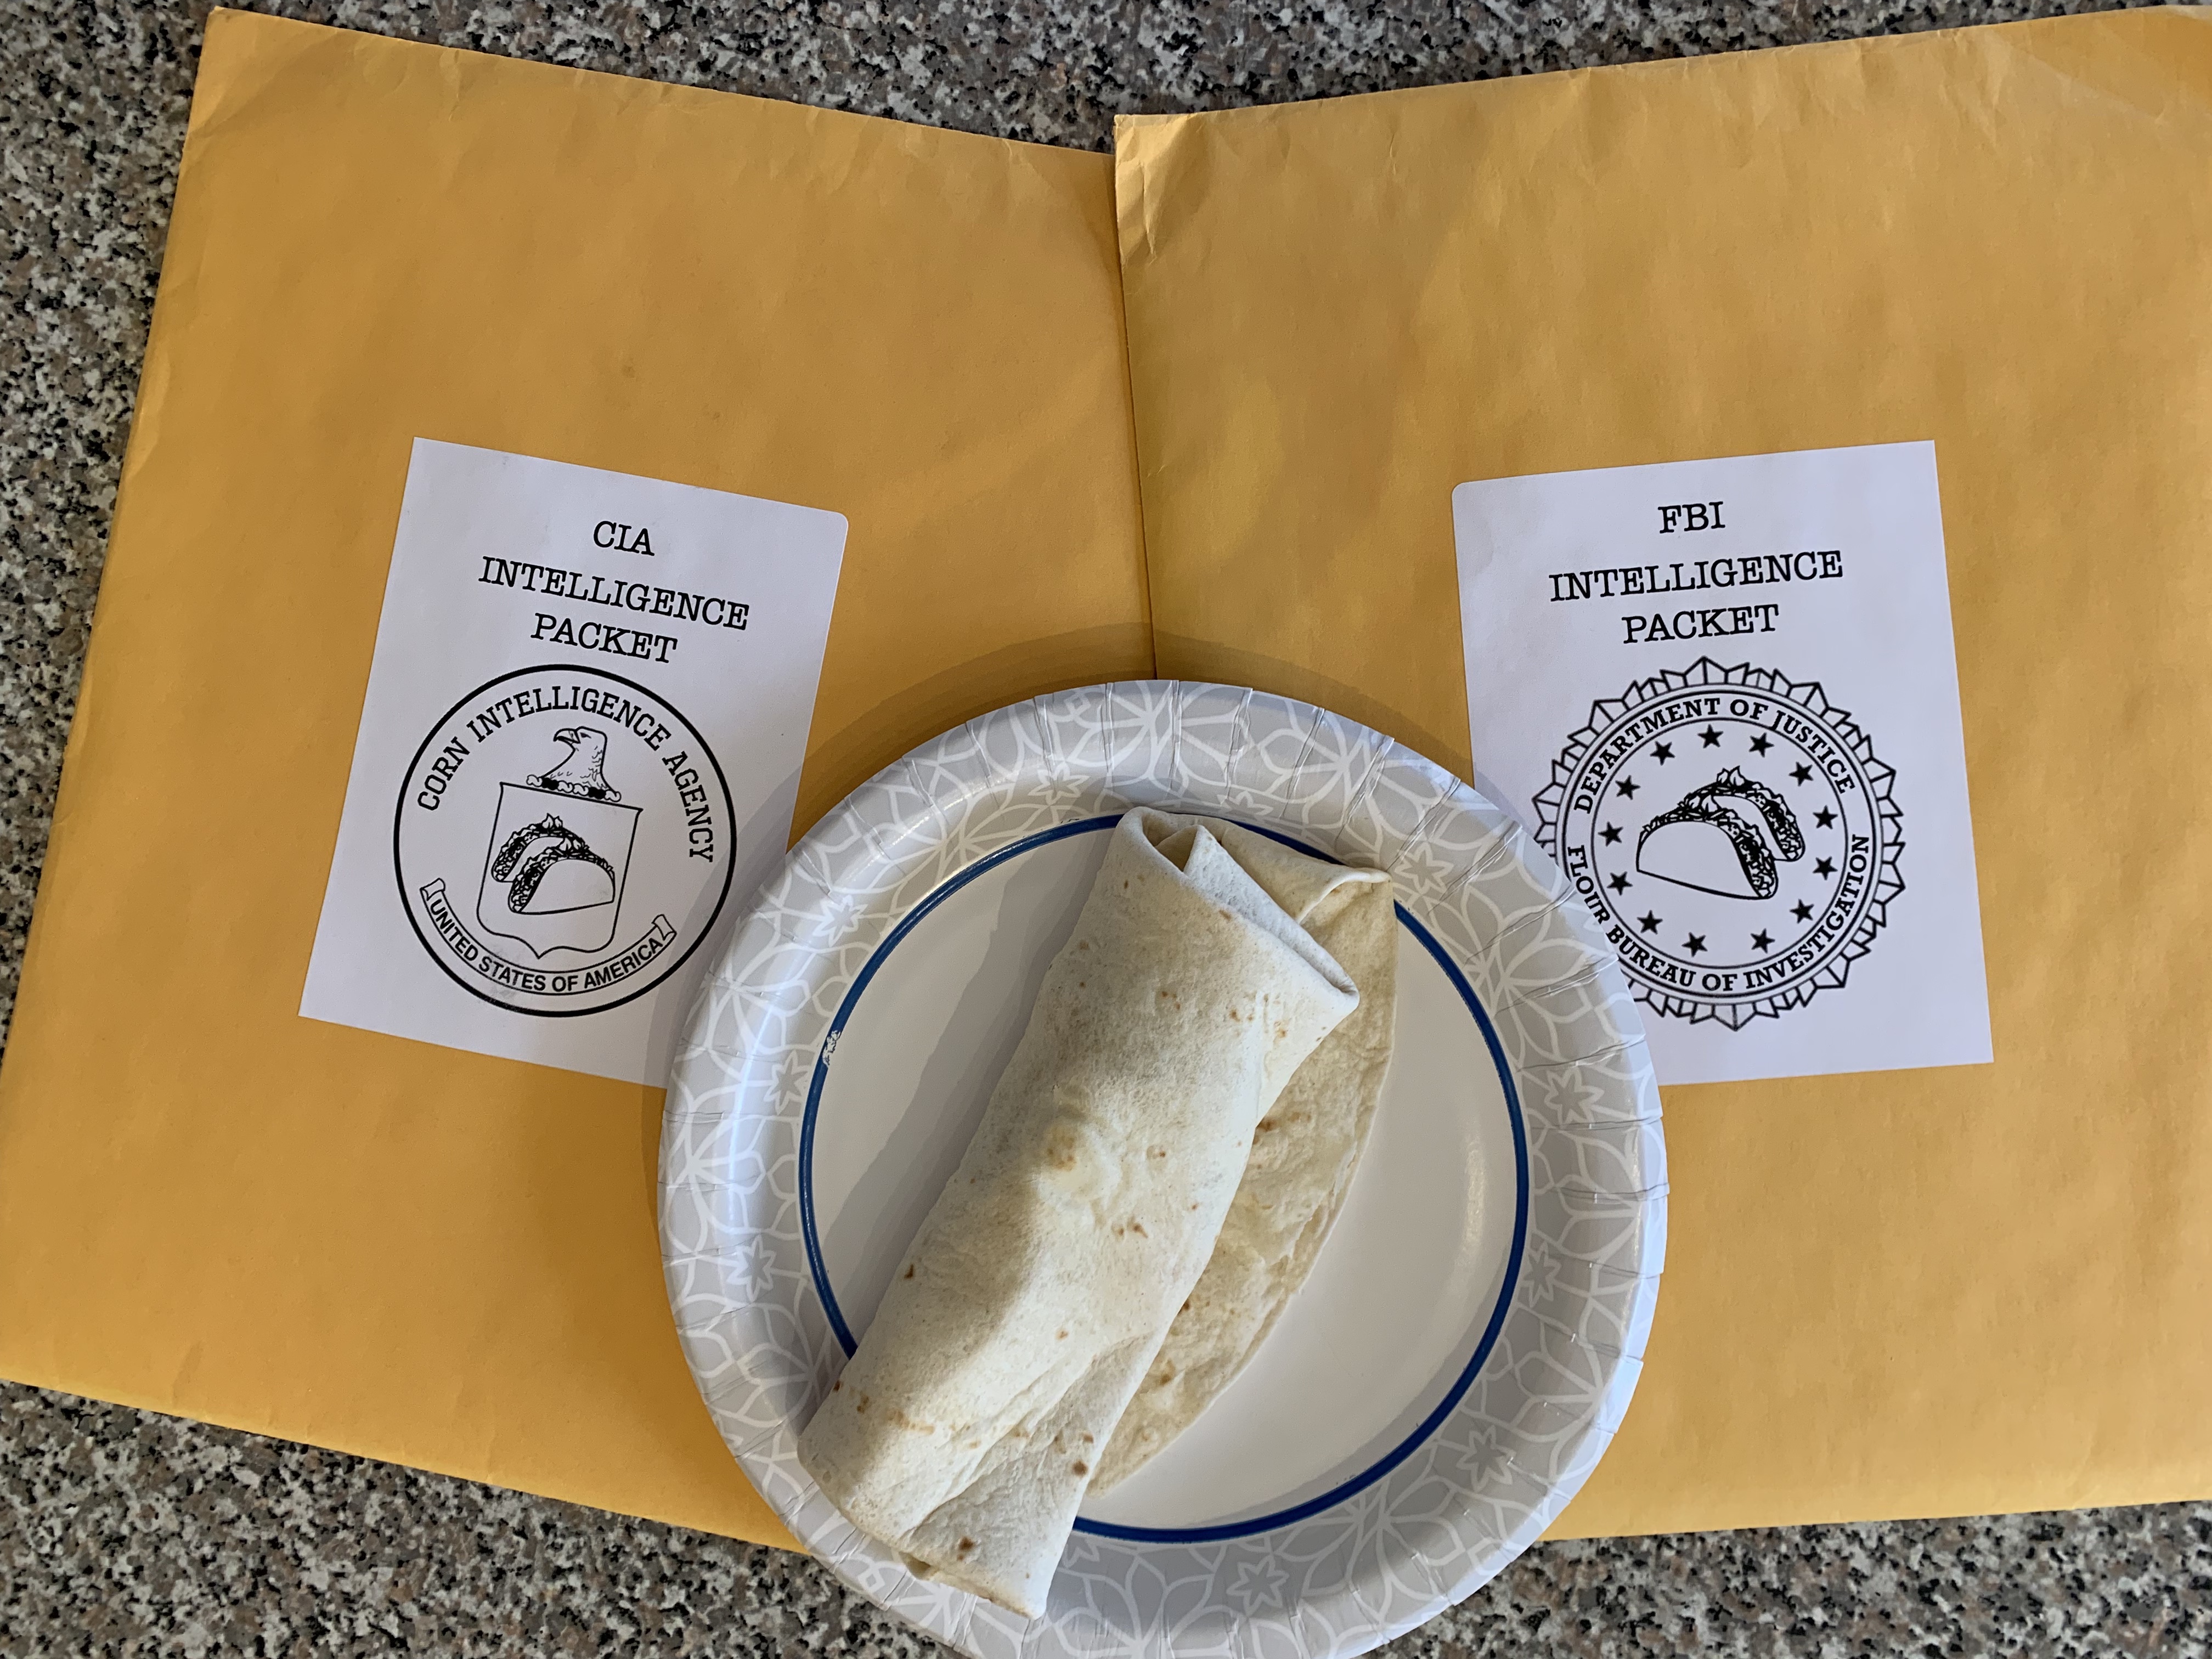 CIA
INTELLIGENCE
PACKET
CORN INTELLIGENCE AGENCY
UNITED STATES OF AMERICA
FBI
INTELLIGENCE
PACKET
DEPARTMENT OF JUSTICE
FLOUR BUREAU OF INVESTIGATION